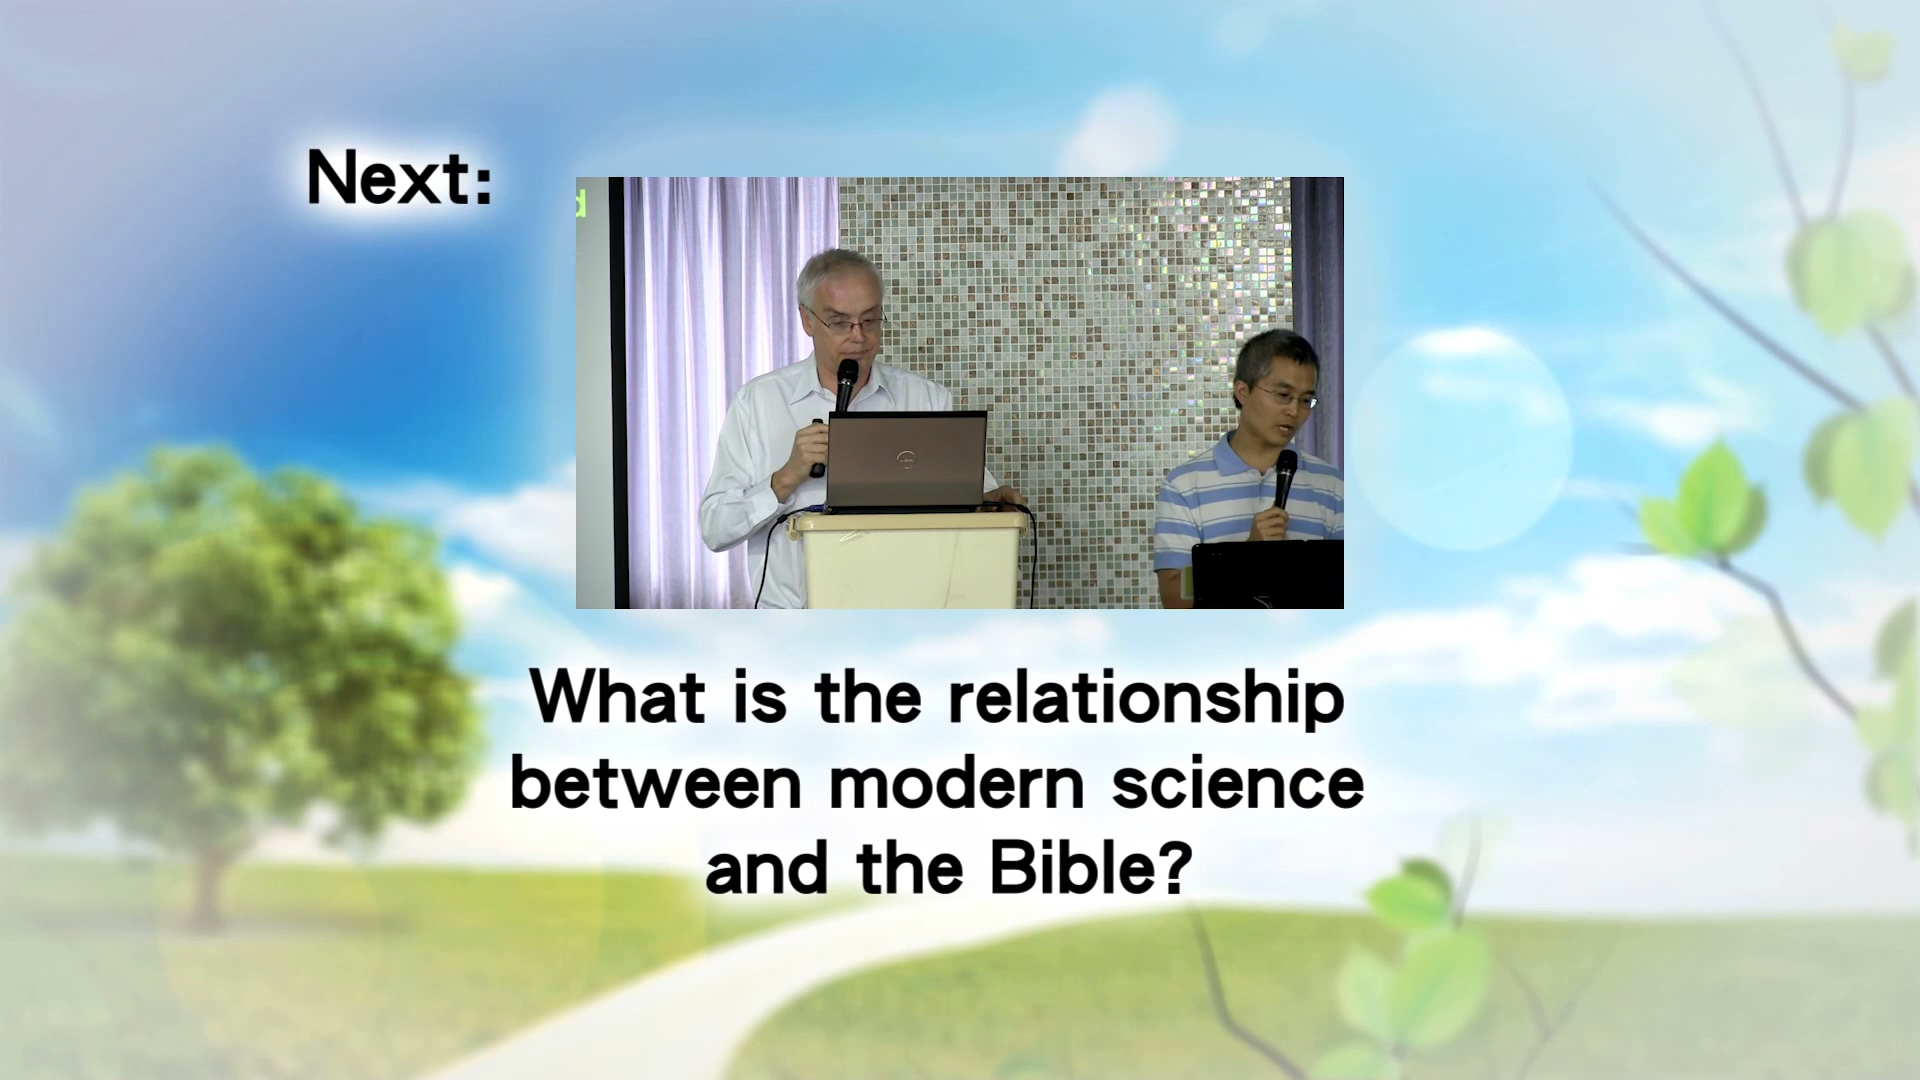 Next:
d
What is the relationship
between modern science
and the Bible?